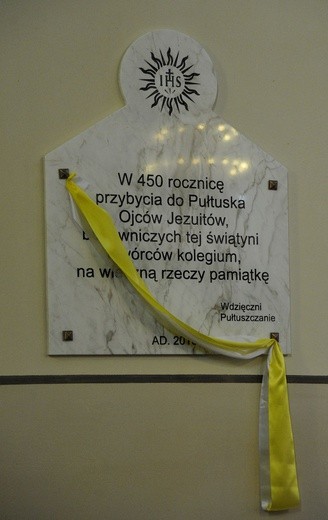 IHS
W 450 rocznicę
przybycia do Pułtuska
Ojców Jezuitów,
tej świątyni
kolegium,
na rzeczy pamiątkę
Wdzięczni
Pułtuszczanie
AD.